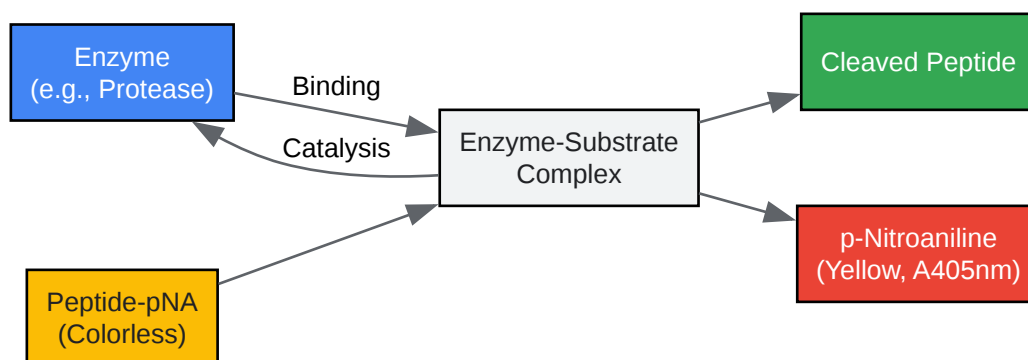 Enzyme
(e.g., Protease)
Binding
Catalysis
Peptide-pNA
(Colorless)
Enzyme-Substrate
Complex
Cleaved Peptide
p-Nitroaniline
(Yellow, A405nm)